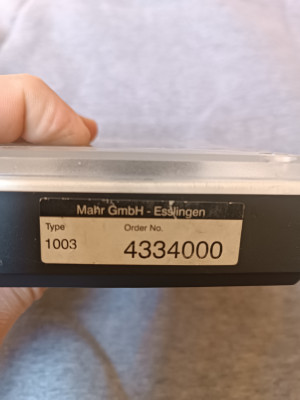 Mahr GmbH - Esslingen
Type Order No.
1003 4334000